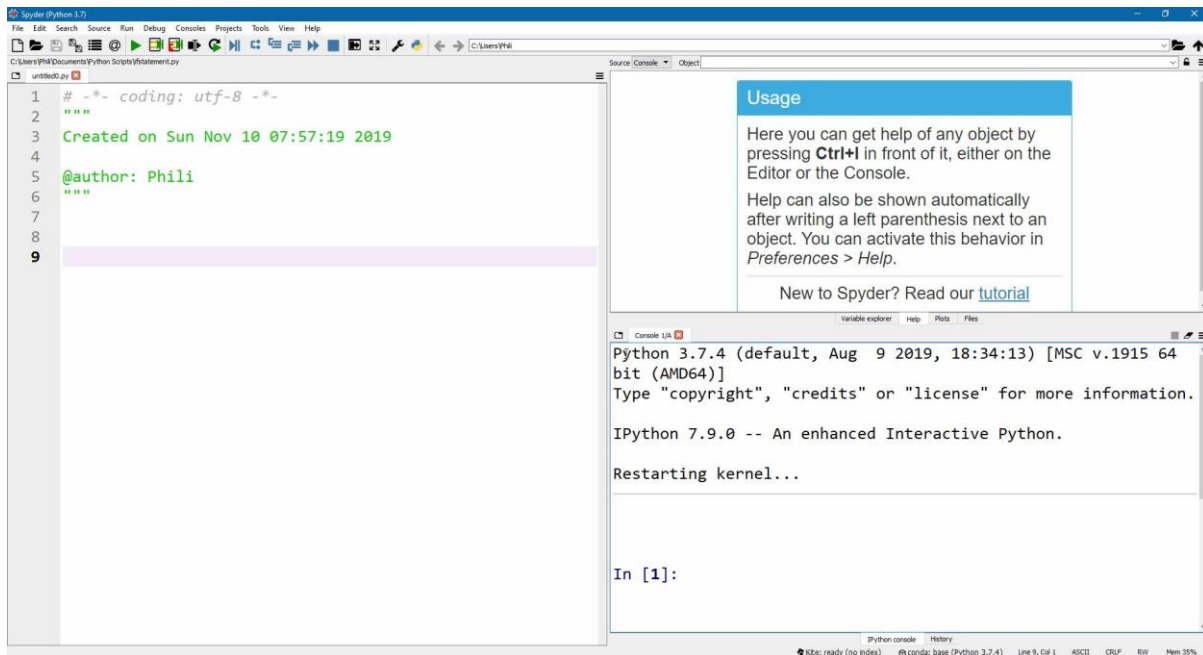 Spyder (Python 3.7)
File Edit Search Source Run Debug Consoles Projects Tools View Help
C:\Users\Phili
C:\Users\Phili\Documents\Python Scripts\ifstatement.py
untitled0.py
1 # -*- coding: utf-8 -*-
2 """
3 Created on Sun Nov 10 07:57:19 2019
4
5 @author: Phili
6 """
7
8
9
Source Console Object
Usage
Here you can get help of any object by
pressing Ctrl+I in front of it, either on the
Editor or the Console.
Help can also be shown automatically
after writing a left parenthesis next to an
object. You can activate this behavior in
Preferences > Help.
New to Spyder? Read our tutorial
Variable explorer Help Plots Files
Console 1/A
Python 3.7.4 (default, Aug 9 2019, 18:34:13) [MSC v.1915 64
bit (AMD64)]
Type "copyright", "credits" or "license" for more information.
IPython 7.9.0 -- An enhanced Interactive Python.
Restarting kernel...
In [1]:
IPython console History
Kite: ready (no index) conda: base (Python 3.7.4) Line 9, Col 1 ASCII CRLF RW Mem 35%